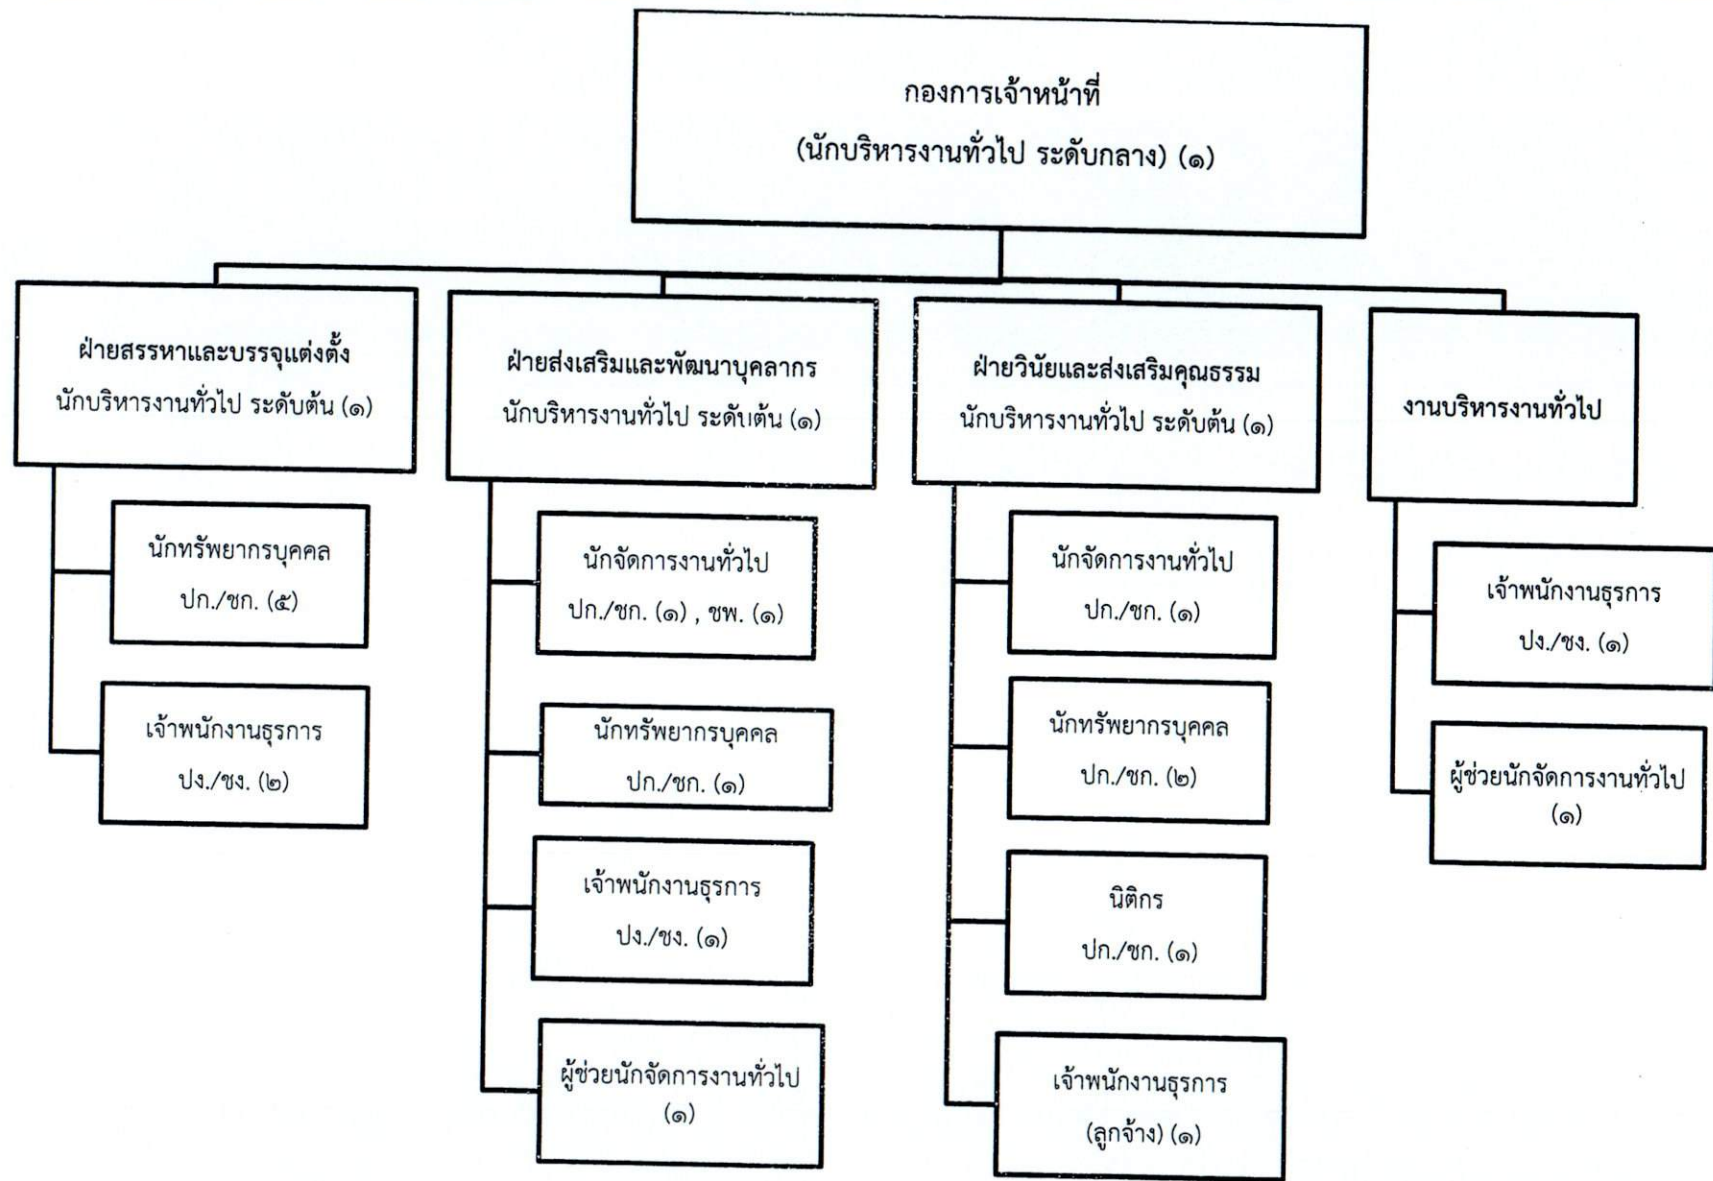 กองการเจ้าหน้าที่
(นักบริหารงานทั่วไป ระดับกลาง) (๑)
ฝ่ายสรรหาและบรรจุแต่งตั้ง
นักบริหารงานทั่วไป ระดับต้น (๑)
นักทรัพยากรบุคคล
ปก./ชก. (๕)
เจ้าพนักงานธุรการ
ปง./ชง. (๒)
ฝ่ายส่งเสริมและพัฒนาบุคลากร
นักบริหารงานทั่วไป ระดับต้น (๑)
นักจัดการงานทั่วไป
ปก./ชก. (๑) , ชพ. (๑)
นักทรัพยากรบุคคล
ปก./ชก. (๑)
เจ้าพนักงานธุรการ
ปง./ชง. (๑)
ผู้ช่วยนักจัดการงานทั่วไป
(๑)
ฝ่ายวินัยและส่งเสริมคุณธรรม
นักบริหารงานทั่วไป ระดับต้น (๑)
นักจัดการงานทั่วไป
ปก./ชก. (๑)
นักทรัพยากรบุคคล
ปก./ชก. (๒)
นิติกร
ปก./ชก. (๑)
เจ้าพนักงานธุรการ
(ลูกจ้าง) (๑)
งานบริหารงานทั่วไป
เจ้าพนักงานธุรการ
ปง./ชง. (๑)
ผู้ช่วยนักจัดการงานทั่วไป
(๑)